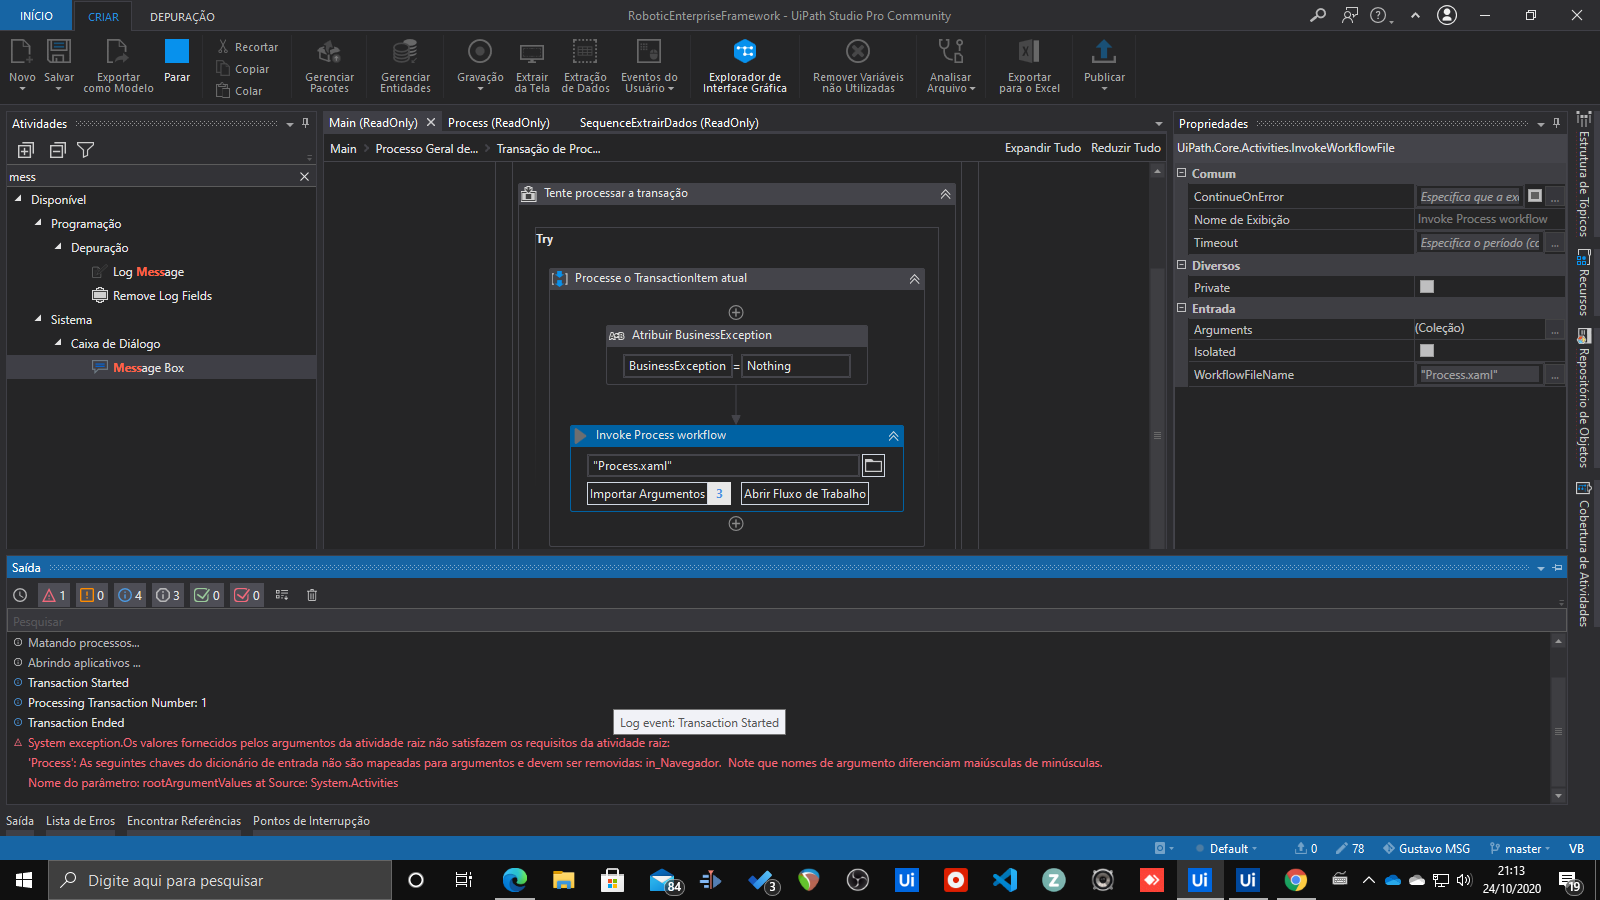 INÍCIO
CRIAR
DEPURAÇÃO
RoboticEnterpriseFramework - UiPath Studio Pro Community
Novo
Salvar
Exportar
como Modelo
Parar
Recortar
Copiar
Colar
Gerenciar
Pacotes
Gerenciar
Entidades
Gravação
Extrair
da Tela
Extração
de Dados
Eventos do
Usuário
Explorador de
Interface Gráfica
Remover Variáveis
não Utilizadas
Analisar
Arquivo
Exportar
para o Excel
Publicar
Atividades
mess
Disponível
Programação
Depuração
Log Message
Remove Log Fields
Sistema
Caixa de Diálogo
Message Box
Main (ReadOnly)
Process (ReadOnly)
SequenceExtrairDados (ReadOnly)
Main > Processo Geral de... > Transação de Proc...
Expandir Tudo
Reduzir Tudo
Tente processar a transação
Try
Processe o TransactionItem atual
Atribuir BusinessException
BusinessException = Nothing
Invoke Process workflow
"Process.xaml"
Importar Argumentos 3
Abrir Fluxo de Trabalho
Propriedades
UiPath.Core.Activities.InvokeWorkflowFile
Comum
ContinueOnError Especifica que a exe ...
Nome de Exibição Invoke Process workflow
Timeout Especifica o período (cc ...
Diversos
Private
Entrada
Arguments (Coleção) ...
Isolated
WorkflowFileName "Process.xaml" ...
Estrutura de Tópicos
Recursos
Repositório de Objetos
Cobertura de Atividades
Saída
1
0
4
3
0
0
Pesquisar
Matando processos...
Abrindo aplicativos ...
Transaction Started
Processing Transaction Number: 1
Transaction Ended
Log event: Transaction Started
System exception.Os valores fornecidos pelos argumentos da atividade raiz não satisfazem os requisitos da atividade raiz:
'Process': As seguintes chaves do dicionário de entrada não são mapeadas para argumentos e devem ser removidas: in_Navegador.  Note que nomes de argumento diferenciam maiúsculas de minúsculas.
Nome do parâmetro: rootArgumentValues at Source: System.Activities
Saída
Lista de Erros
Encontrar Referências
Pontos de Interrupção
Default
0
78
Gustavo MSG
master
VB
Digite aqui para pesquisar
84
3
Ui
Z
Ui
Ui
21:13
24/10/2020
19